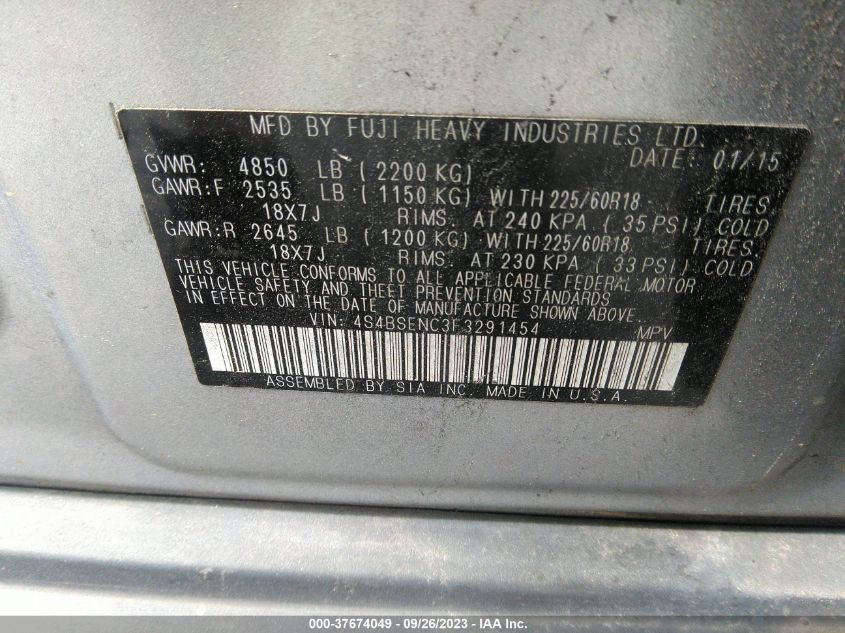 MFD BY FUJI HEAVY INDUSTRIES LTD.
DATE: 01/15
GVWR: 4850 LB ( 2200 KG)
GAWR:F 2535 LB ( 1150 KG) WITH 225/60R18 TIRES
18X7J RIMS. AT 240 KPA ( 35 PSI) COLD
GAWR:R 2645 LB ( 1200 KG) WITH 225/60R18 TIRES.
18X7J RIMS. AT 230 KPA ( 33 PSI) COLD
THIS VEHICLE CONFORMS TO ALL APPLICABLE FEDERAL MOTOR
VEHICLE SAFETY AND THEFT PREVENTION STANDARDS
IN EFFECT ON THE DATE OF MANUFACTURE SHOWN ABOVE.
VIN: 4S4BSENC3F3291454 MPV
ASSEMBLED BY SIA INC. MADE IN U.S.A.
000-37674049 - 09/26/2023 - IAA Inc.